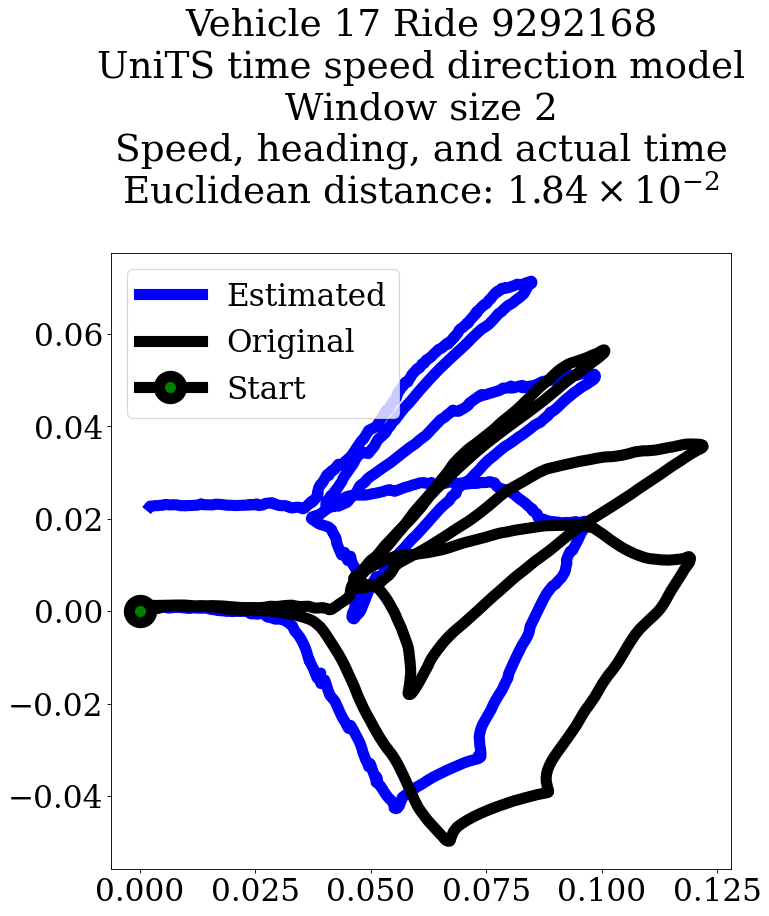 Vehicle 17 Ride 9292168
UniTS time speed direction model
Window size 2
Speed, heading, and actual time
Euclidean distance: 1.84 × 10⁻²
Estimated
Original
Start
0.06
0.04
0.02
0.00
−0.02
−0.04
0.000 0.025 0.050 0.075 0.100 0.125